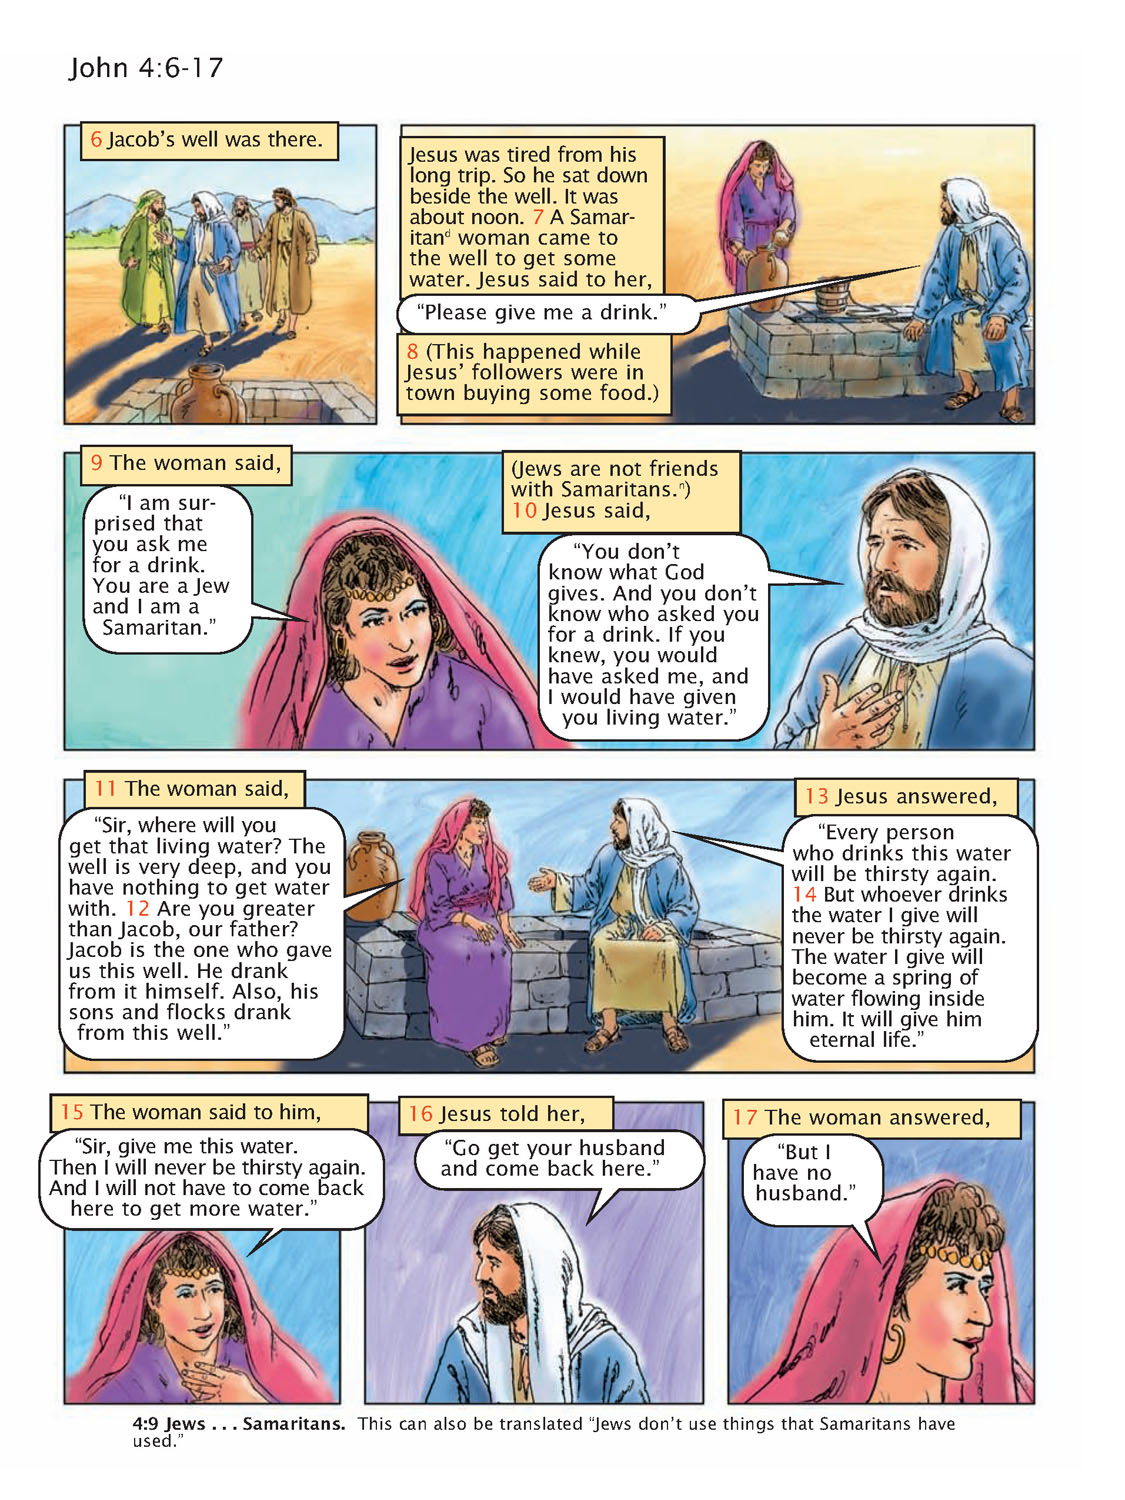 John 4:6-17
6 Jacob’s well was there.
Jesus was tired from his
long trip. So he sat down
beside the well. It was
about noon. 7 A Samar-
itanᵈ woman came to
the well to get some
water. Jesus said to her,
“Please give me a drink.”
8 (This happened while
Jesus’ followers were in
town buying some food.)
9 The woman said,
“I am sur-
prised that
you ask me
for a drink.
You are a Jew
and I am a
Samaritan.”
(Jews are not friends
with Samaritans.ⁿ)
10 Jesus said,
“You don’t
know what God
gives. And you don’t
know who asked you
for a drink. If you
knew, you would
have asked me, and
I would have given
you living water.”
11 The woman said,
“Sir, where will you
get that living water? The
well is very deep, and you
have nothing to get water
with. 12 Are you greater
than Jacob, our father?
Jacob is the one who gave
us this well. He drank
from it himself. Also, his
sons and flocks drank
from this well.”
13 Jesus answered,
“Every person
who drinks this water
will be thirsty again.
14 But whoever drinks
the water I give will
never be thirsty again.
The water I give will
become a spring of
water flowing inside
him. It will give him
eternal life.”
15 The woman said to him,
“Sir, give me this water.
Then I will never be thirsty again.
And I will not have to come back
here to get more water.”
16 Jesus told her,
“Go get your husband
and come back here.”
17 The woman answered,
“But I
have no
husband.”
4:9 Jews . . . Samaritans. This can also be translated “Jews don’t use things that Samaritans have
used.”